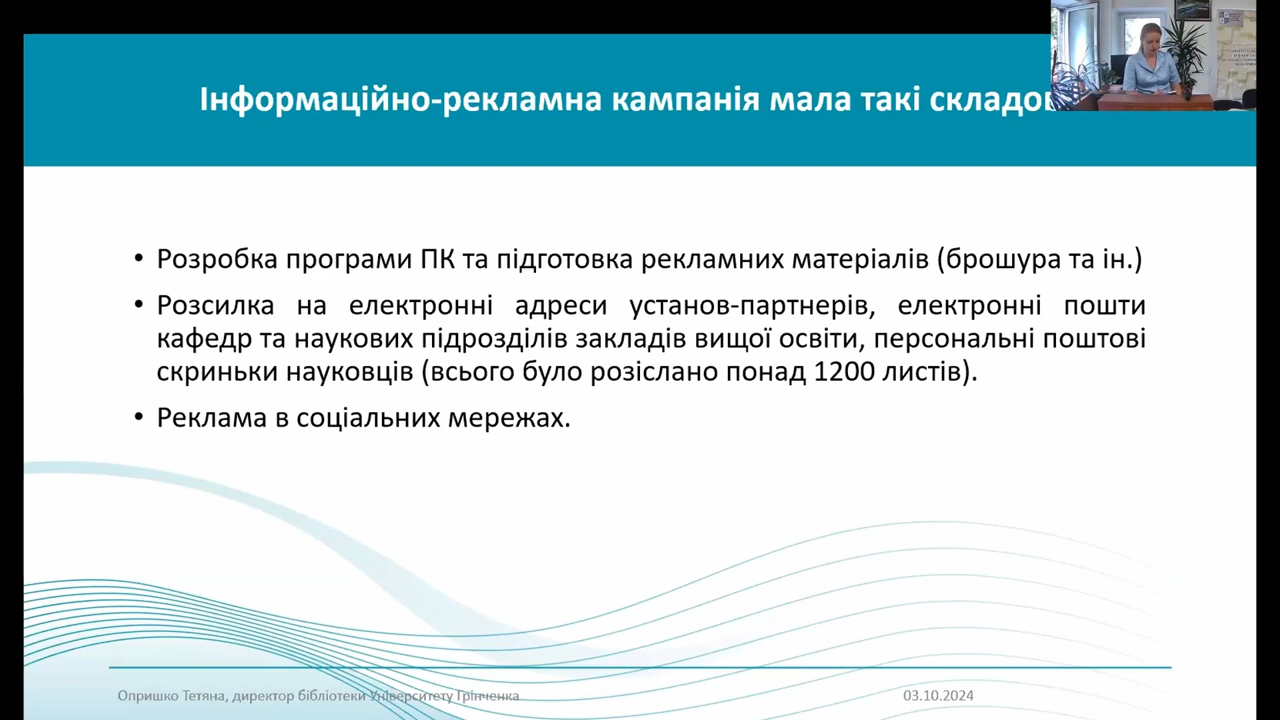 Інформаційно-рекламна кампанія мала такі
• Розробка програми ПК та підготовка рекламних матеріалів (брошура та ін.)
• Розсилка на електронні адреси установ-партнерів, електронні пошти
кафедр та наукових підрозділів закладів вищої освіти, персональні поштові
скриньки науковців (всього було розіслано понад 1200 листів).
• Реклама в соціальних мережах.
Опришко Тетяна, директор бібліотеки Університету Грінченка
03.10.2024